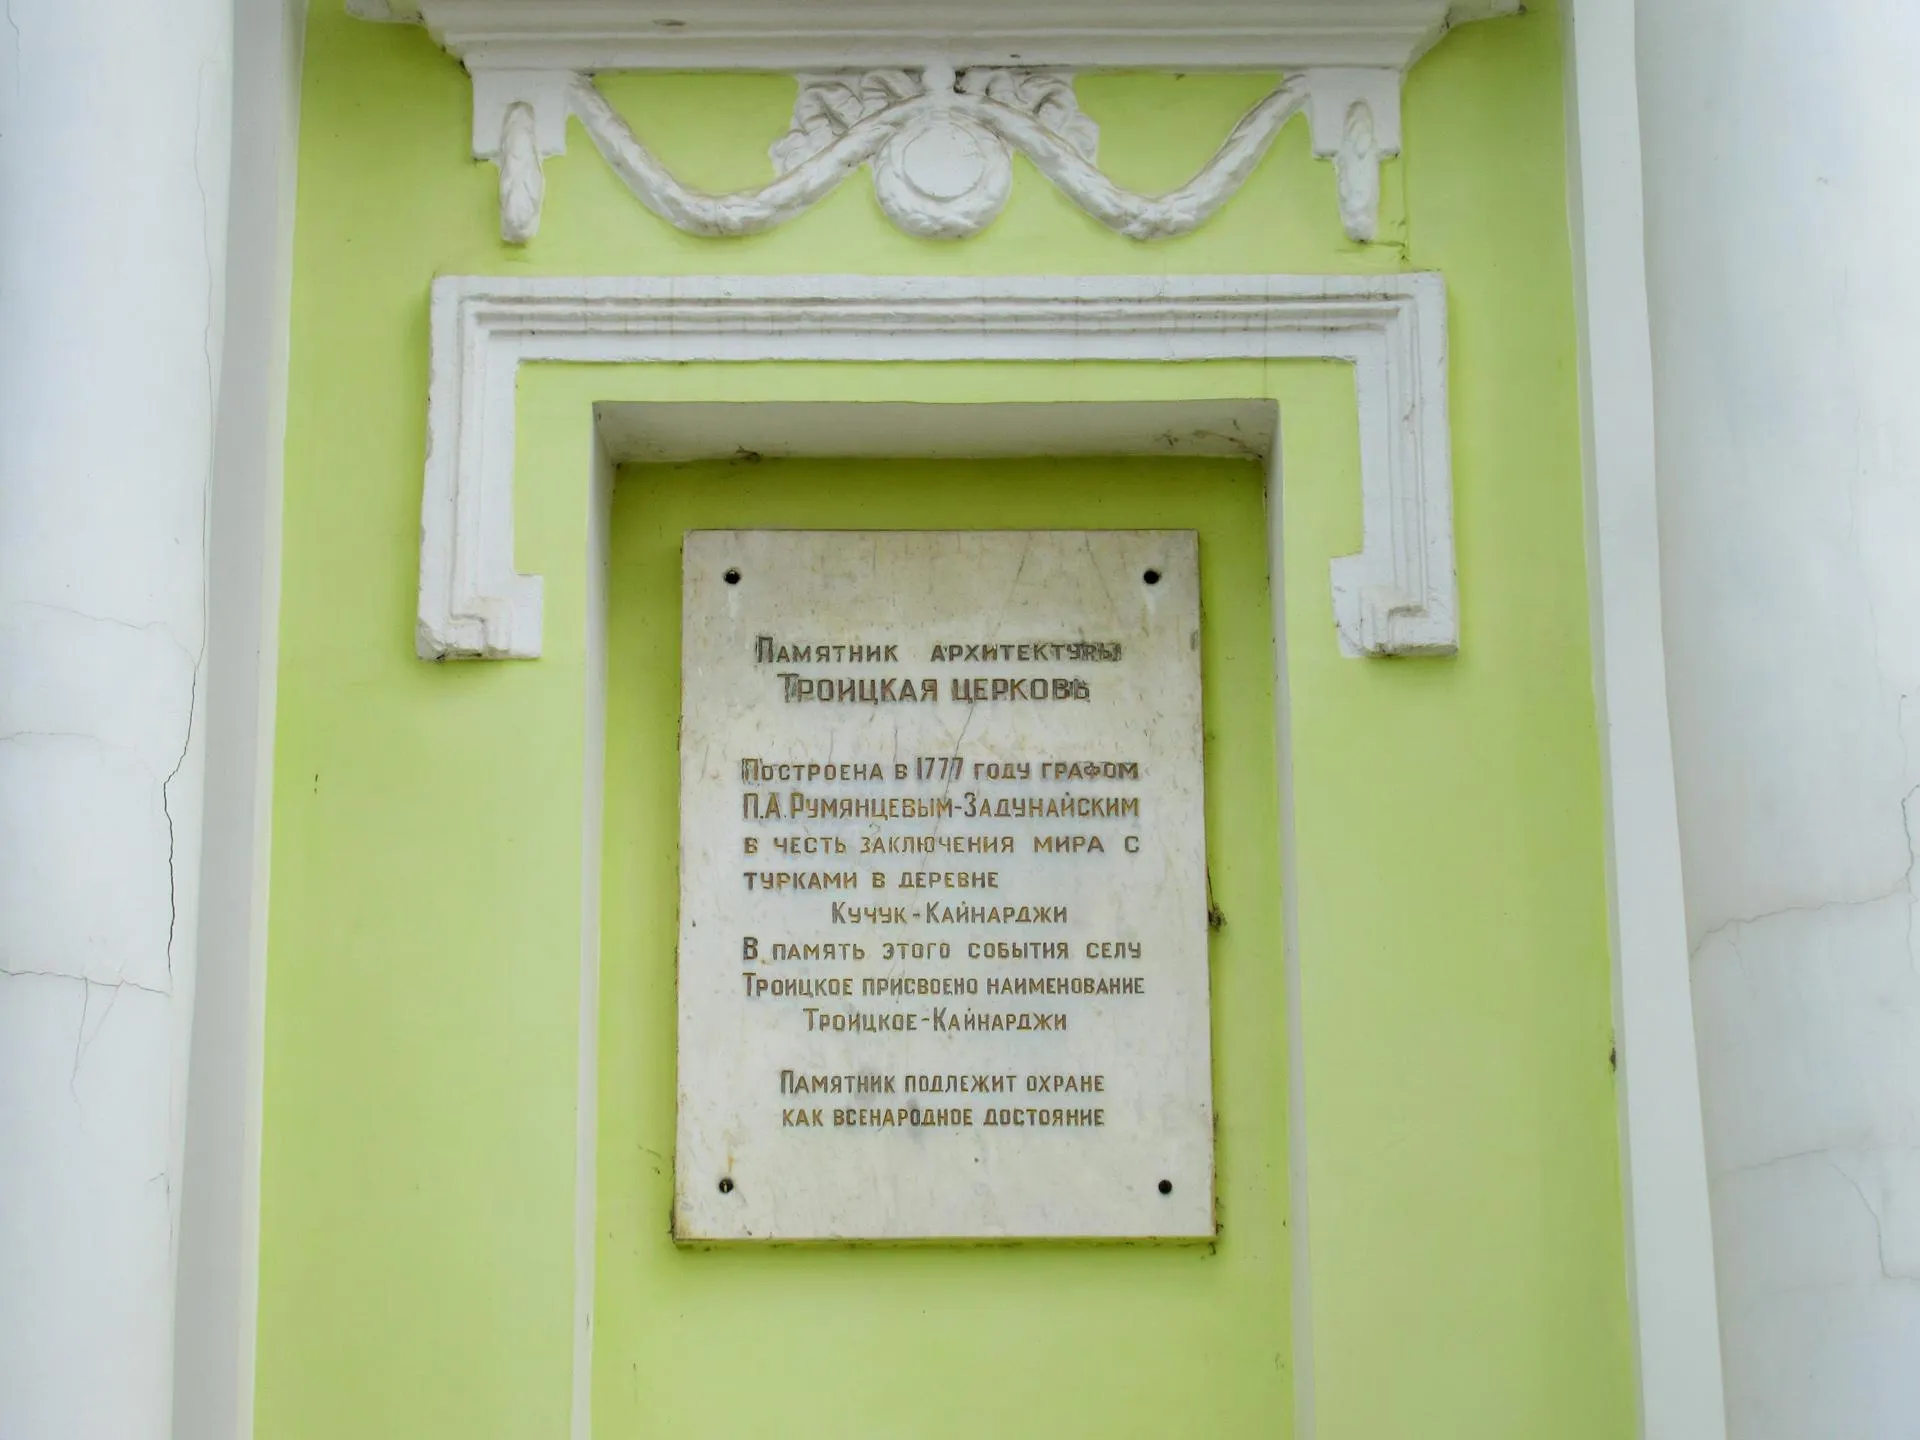 Памятник архитектуры
Троицкая церковь
Построена в 1777 году графом
П.А.Румянцевым-Задунайским
в честь заключения мира с
турками в деревне
Кучук-Кайнарджи
В память этого события селу
Троицкое присвоено наименование
Троицкое-Кайнарджи
Памятник подлежит охране
как всенародное достояние